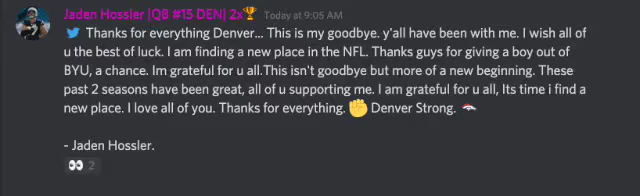 Jaden Hossler |QB #15-DEN| 2x🏆 Today at 9:05 AM
🐦 Thanks for everything Denver... This is my goodbye. y'all have been with me. I wish all of
u the best of luck. I am finding a new place in the NFL. Thanks guys for giving a boy out of
BYU, a chance. Im grateful for u all.This isn't goodbye but more of a new beginning. These
past 2 seasons have been great, all of u supporting me. I am grateful for u all, Its time i find a
new place. I love all of you. Thanks for everything. ✊ Denver Strong.
- Jaden Hossler.
👀 2